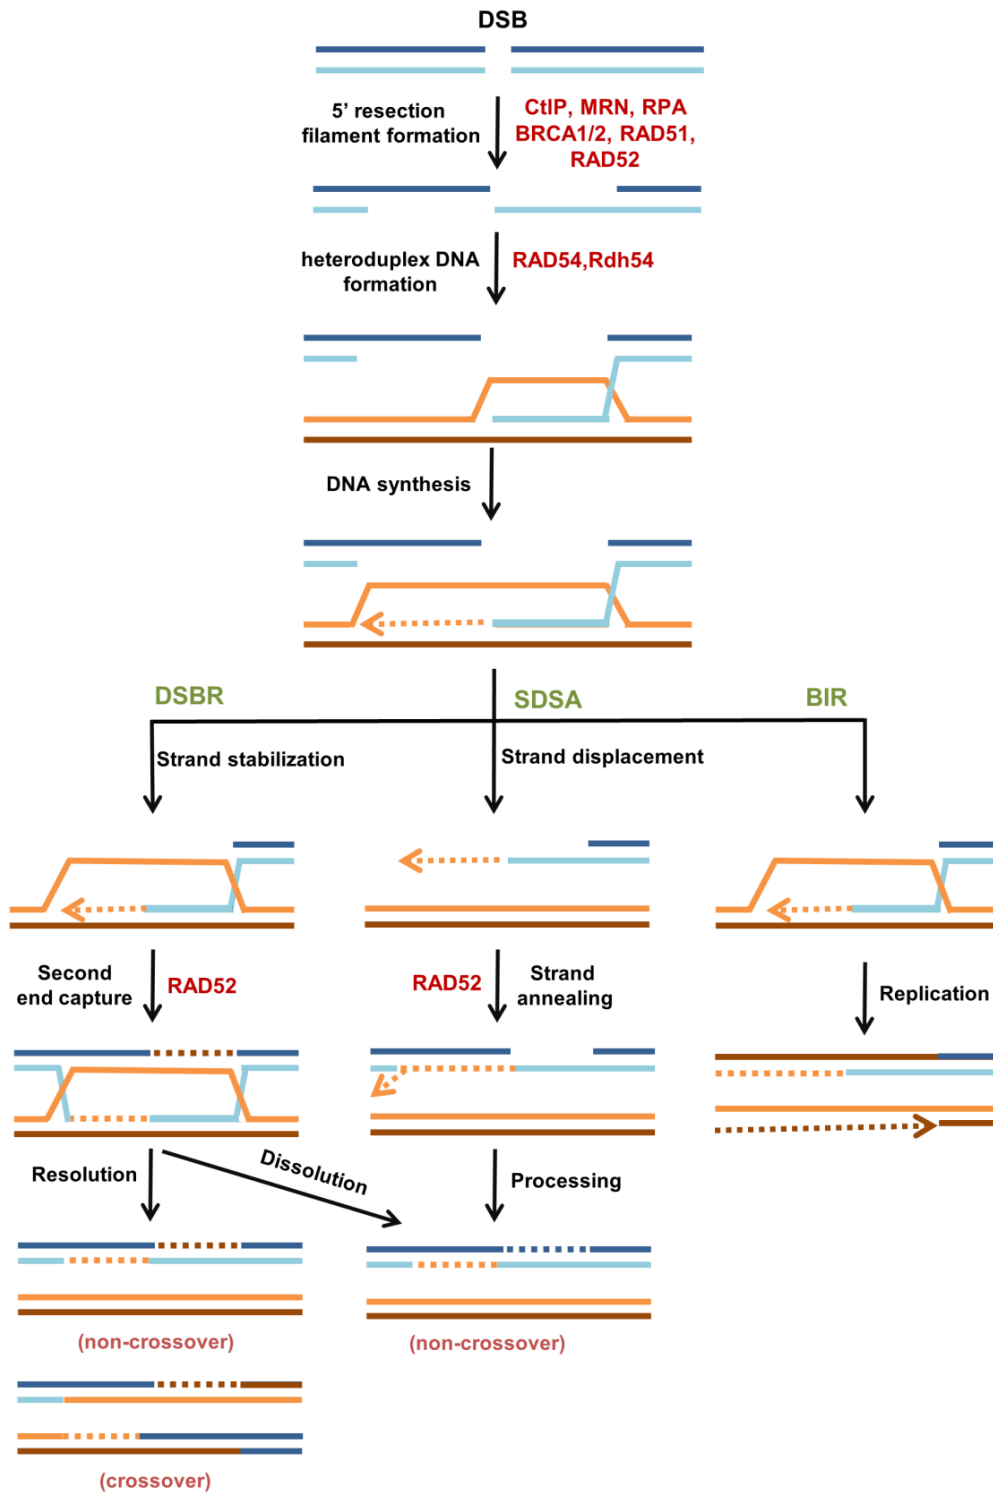 DSB
5' resection
filament formation
CtIP, MRN, RPA
BRCA1/2, RAD51,
RAD52
heteroduplex DNA
formation
RAD54,Rdh54
DNA synthesis
DSBR
SDSA
BIR
Strand stabilization
Strand displacement
Second
end capture
RAD52
RAD52
Strand
annealing
Replication
Resolution
Dissolution
Processing
(non-crossover)
(non-crossover)
(crossover)